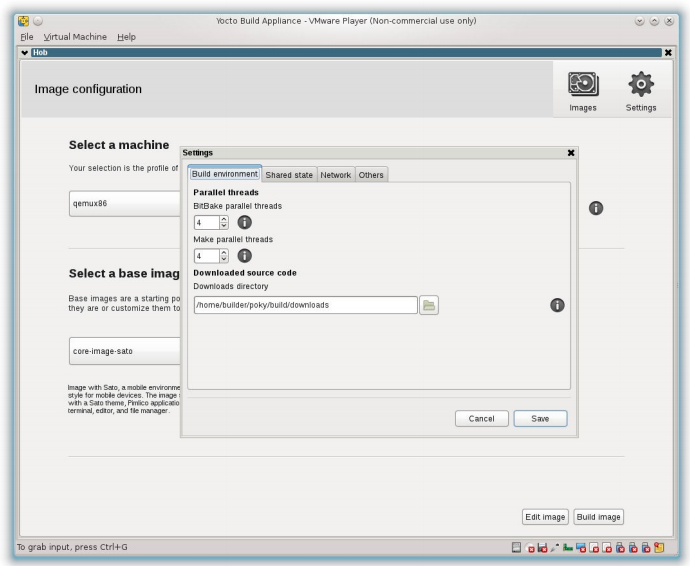 Yocto Build Appliance - VMware Player (Non-commercial use only)
File Virtual Machine Help
Hob
Image configuration
Images
Settings
Select a machine
Your selection is the profile of
qemux86
Select a base imag
Base images are a starting po
they are or customize them to
core-image-sato
Image with Sato, a mobile environme
style for mobile devices. The image
with a Sato theme, Pimlico applicatio
terminal, editor, and file manager.
Settings
Build environment
Shared state
Network
Others
Parallel threads
BitBake parallel threads
4
Make parallel threads
4
Downloaded source code
Downloads directory
/home/builder/poky/build/downloads
Cancel
Save
Edit image
Build image
To grab input, press Ctrl+G